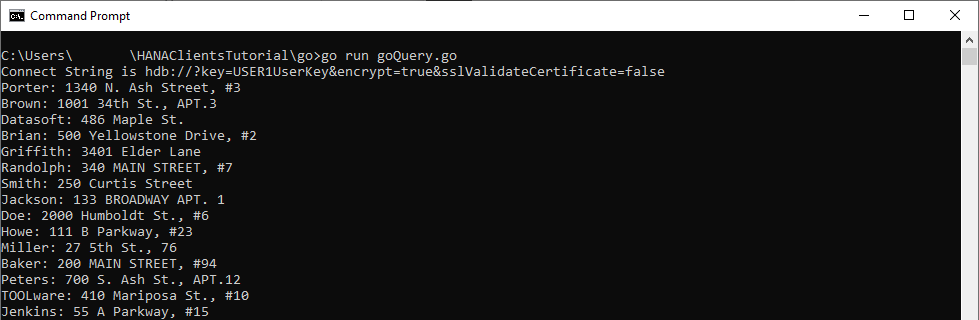 Command Prompt
C:\Users\ \HANAClientsTutorial\go>go run goQuery.go
Connect String is hdb://?key=USER1UserKey&encrypt=true&sslValidateCertificate=false
Porter: 1340 N. Ash Street, #3
Brown: 1001 34th St., APT.3
Datasoft: 486 Maple St.
Brian: 500 Yellowstone Drive, #2
Griffith: 3401 Elder Lane
Randolph: 340 MAIN STREET, #7
Smith: 250 Curtis Street
Jackson: 133 BROADWAY APT. 1
Doe: 2000 Humboldt St., #6
Howe: 111 B Parkway, #23
Miller: 27 5th St., 76
Baker: 200 MAIN STREET, #94
Peters: 700 S. Ash St., APT.12
TOOLware: 410 Mariposa St., #10
Jenkins: 55 A Parkway, #15